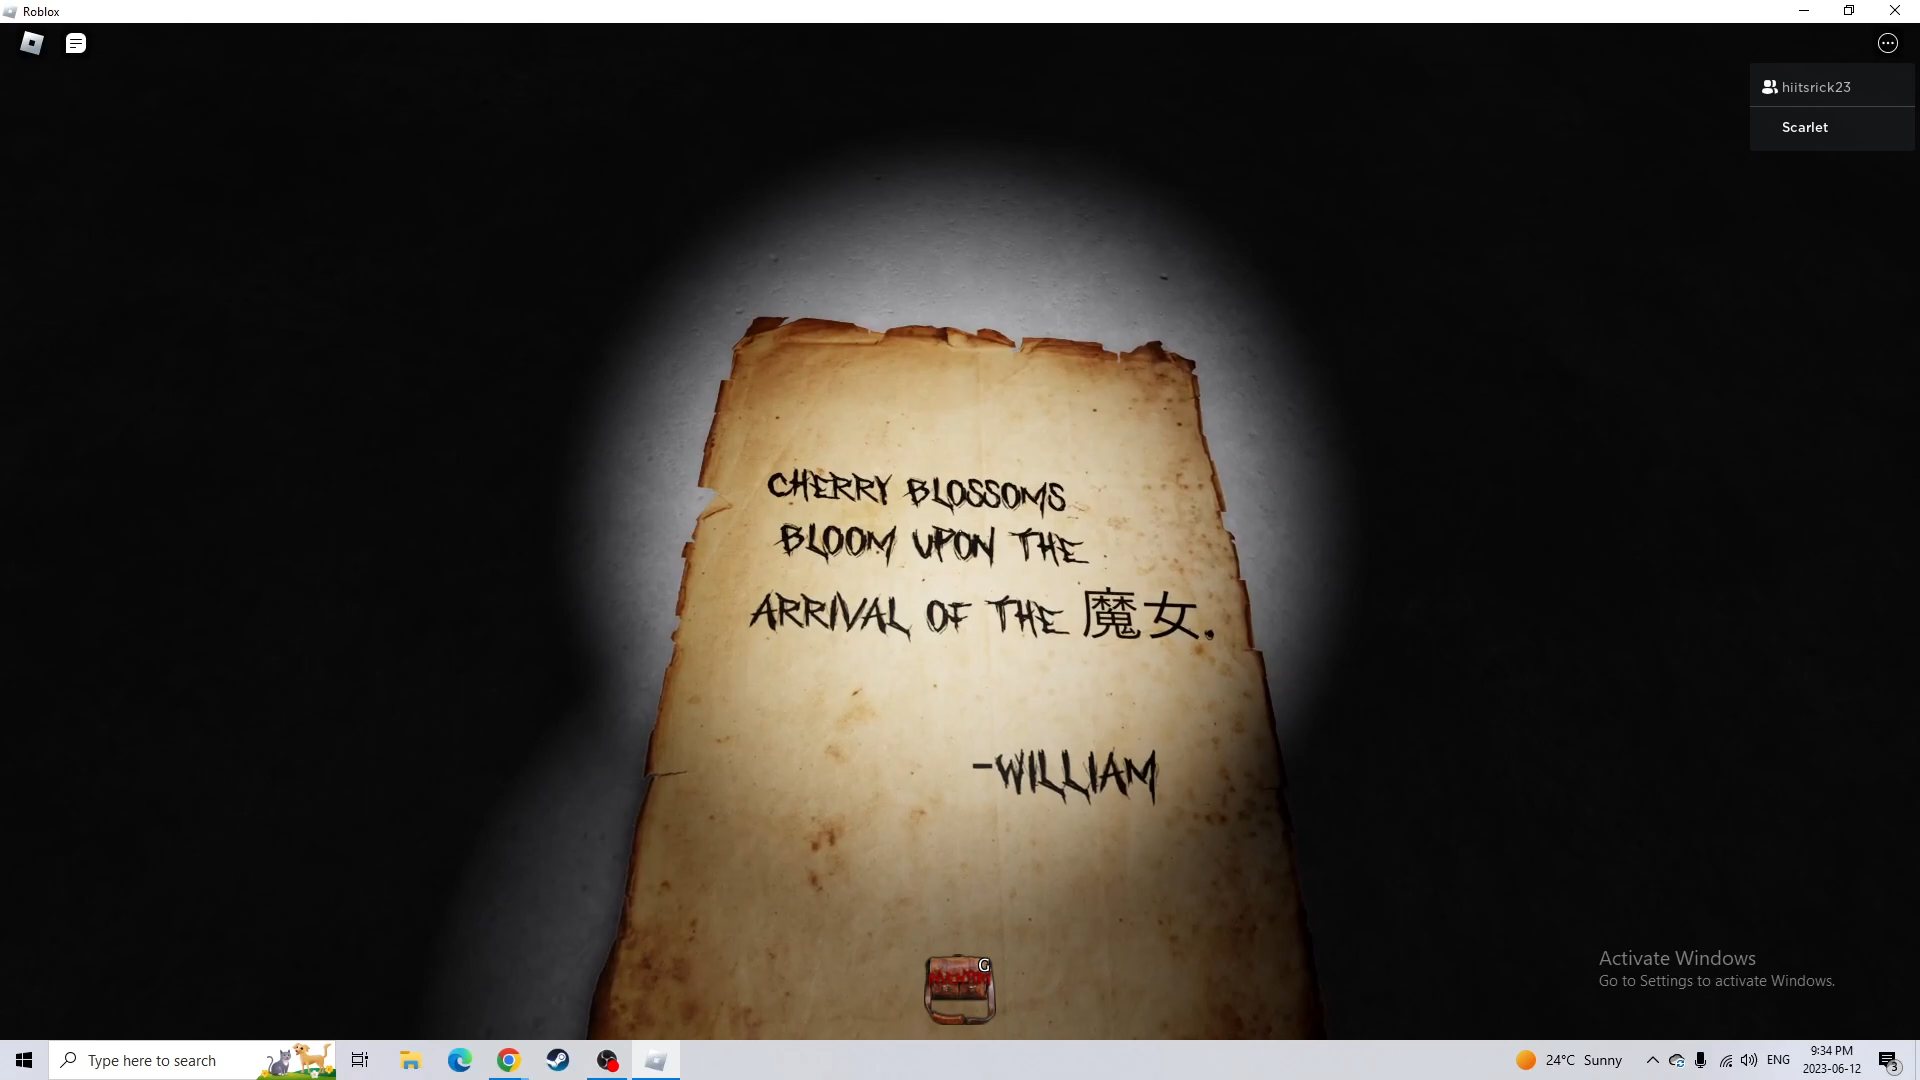 Roblox
hiitsrick23
Scarlet
CHERRY BLOSSOMS
BLOOM UPON THE
ARRIVAL OF THE 魔女.
-WILLIAM
G
Activate Windows
Go to Settings to activate Windows.
Type here to search
24°C Sunny
ENG
9:34 PM
2023-06-12
3